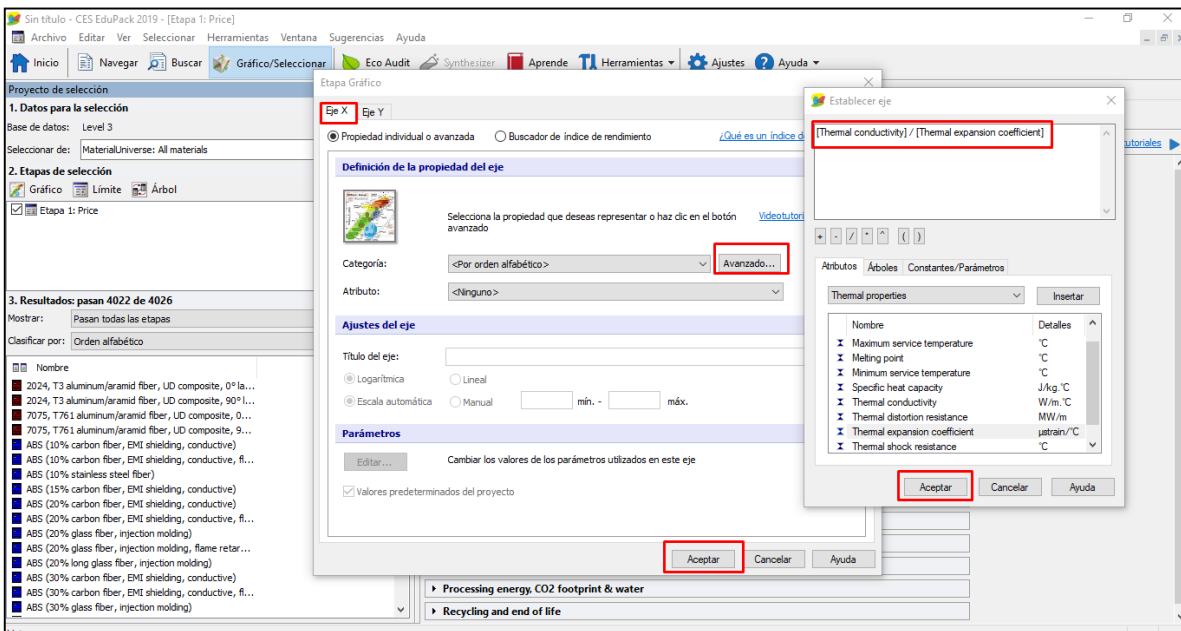 Sin título - CES EduPack 2019 - [Etapa 1: Price]
Archivo Editar Ver Seleccionar Herramientas Ventana Sugerencias Ayuda
Inicio Navegar Buscar Gráfico/Seleccionar Eco Audit Synthesizer Aprende Herramientas Ajustes Ayuda
Proyecto de selección
1. Datos para la selección
Base de datos: Level 3
Seleccionar de: MaterialUniverse: All materials
2. Etapas de selección
Gráfico Límite Árbol
Etapa 1: Price
3. Resultados: pasan 4022 de 4026
Mostrar: Pasan todas las etapas
Clasificar por: Orden alfabético
Nombre
2024, T3 aluminum/aramid fiber, UD composite, 0° la...
2024, T3 aluminum/aramid fiber, UD composite, 90° l...
7075, T761 aluminum/aramid fiber, UD composite, 0...
7075, T761 aluminum/aramid fiber, UD composite, 9...
ABS (10% carbon fiber, EMI shielding, conductive)
ABS (10% carbon fiber, EMI shielding, conductive, fl...
ABS (10% stainless steel fiber)
ABS (15% carbon fiber, EMI shielding, conductive)
ABS (20% carbon fiber, EMI shielding, conductive)
ABS (20% carbon fiber, EMI shielding, conductive, fl...
ABS (20% glass fiber, injection molding)
ABS (20% glass fiber, injection molding, flame retar...
ABS (20% long glass fiber, injection molding)
ABS (30% carbon fiber, EMI shielding, conductive)
ABS (30% carbon fiber, EMI shielding, conductive, fl...
ABS (30% glass fiber, injection molding)
Etapa Gráfico
Eje X Eje Y
Propiedad individual o avanzada Buscador de índice de rendimiento ¿Qué es un índice d
Definición de la propiedad del eje
Selecciona la propiedad que deseas representar o haz clic en el botón
avanzado
Videotutori
Categoría: <Por orden alfabético> Avanzado...
Atributo: <Ninguno>
Ajustes del eje
Título del eje:
Logarítmica Lineal
Escala automática Manual mín. - máx.
Parámetros
Editar... Cambiar los valores de los parámetros utilizados en este eje
Valores predeterminados del proyecto
Aceptar Cancelar Ayuda
Processing energy, CO2 footprint & water
Recycling and end of life
Establecer eje
[Thermal conductivity] / [Thermal expansion coefficient]
+ - / * ^ ( )
Atributos Árboles Constantes/Parámetros
Thermal properties Insertar
Nombre Detalles
Maximum service temperature °C
Melting point °C
Minimum service temperature °C
Specific heat capacity J/kg.°C
Thermal conductivity W/m.°C
Thermal distortion resistance MW/m
Thermal expansion coefficient µstrain/°C
Thermal shock resistance °C
Aceptar Cancelar Ayuda
utoriales